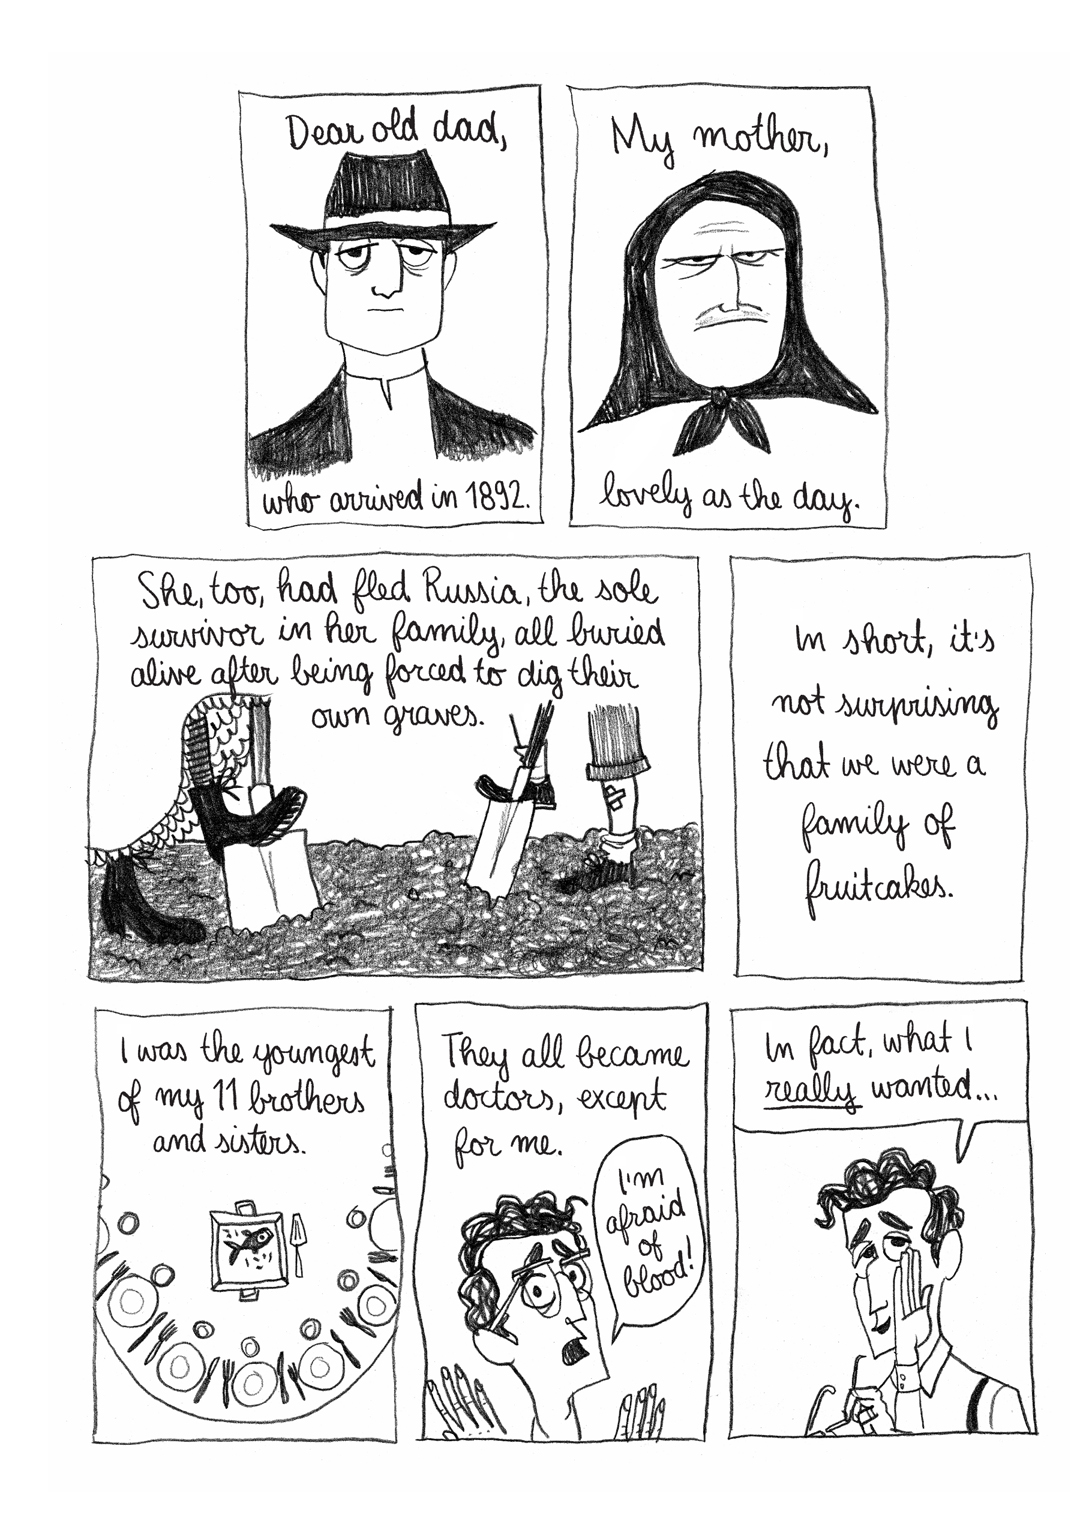 Dear old dad,
who arrived in 1892.
My mother,
lovely as the day.
She, too, had fled Russia, the sole
survivor in her family, all buried
alive after being forced to dig their
own graves.
In short, it's
not surprising
that we were a
family of
fruitcakes.
I was the youngest
of my 11 brothers
and sisters.
They all became
doctors, except
for me.
I'm
afraid
of
blood!
In fact, what I
really wanted...